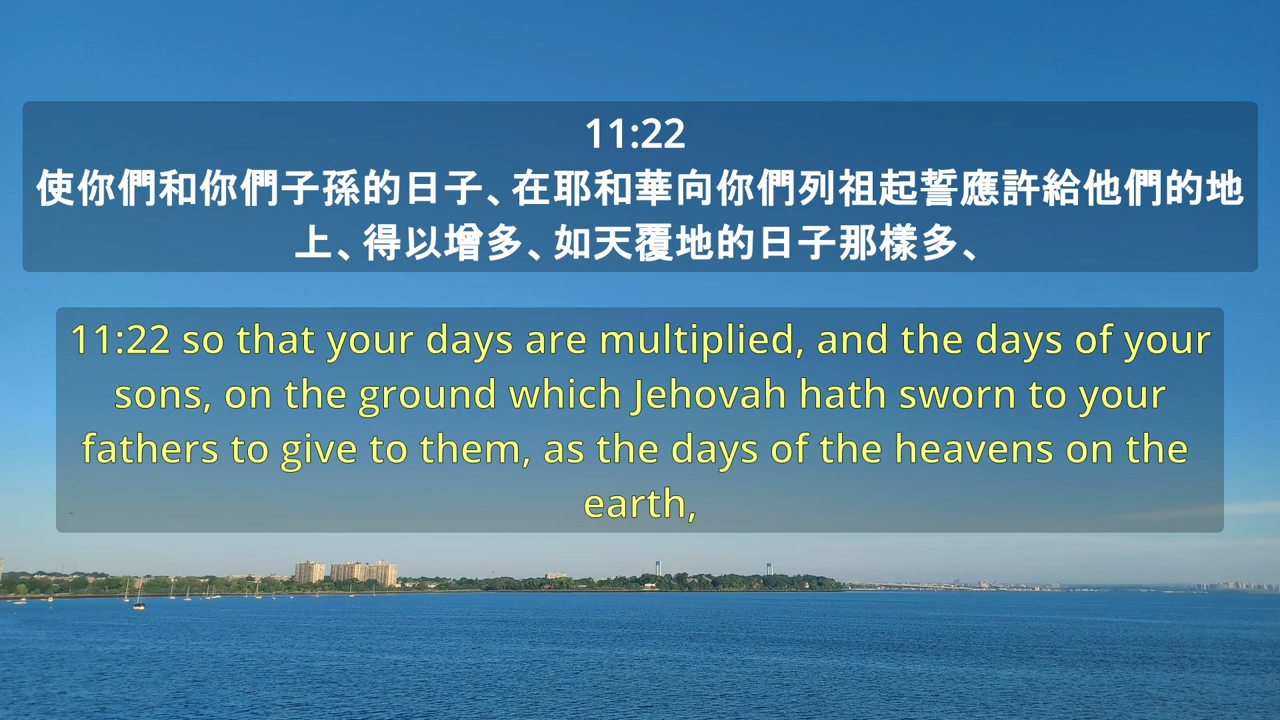 11:22
使你們和你們子孫的日子、在耶和華向你們列祖起誓應許給他們的地
上、得以增多、如天覆地的日子那樣多、
11:22 so that your days are multiplied, and the days of your
sons, on the ground which Jehovah hath sworn to your
fathers to give to them, as the days of the heavens on the
earth,